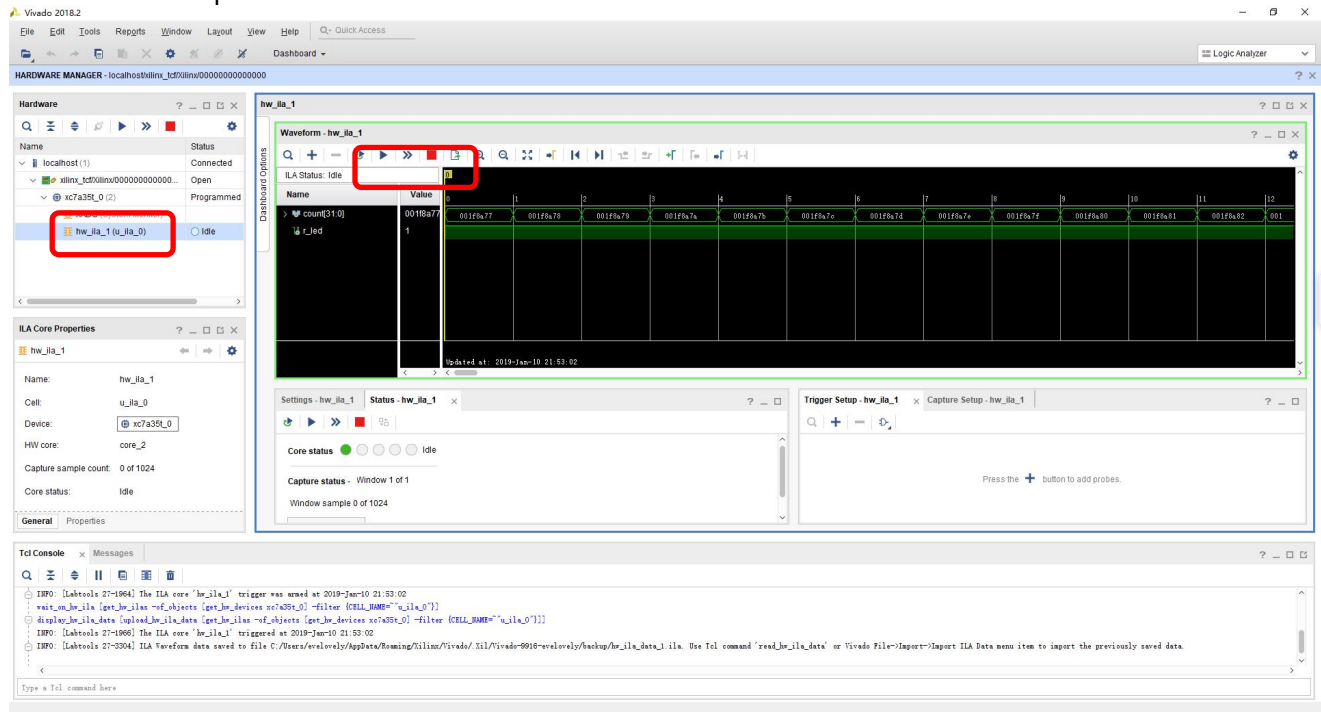 Vivado 2018.2
File Edit Tools Reports Window Layout View Help Quick Access
Dashboard Logic Analyzer
HARDWARE MANAGER - localhost/xilinx_tcf/Xilinx/00000000000000
Hardware
Name Status
localhost (1) Connected
xilinx_tcf/Xilinx/000000000000... Open
xc7a35t_0 (2) Programmed
hw_ila_1 (u_ila_0) Idle
ILA Core Properties
hw_ila_1
Name: hw_ila_1
Cell: u_ila_0
Device: xc7a35t_0
HW core: core_2
Capture sample count: 0 of 1024
Core status: Idle
General Properties
hw_ila_1
Dashboard Options
Waveform - hw_ila_1
ILA Status: Idle
0
Name Value
0 1 2 3 4 5 6 7 8 9 10 11 12
count[31:0] 001f8a77 001f8a77 001f8a78 001f8a79 001f8a7a 001f8a7b 001f8a7c 001f8a7d 001f8a7e 001f8a7f 001f8a80 001f8a81 001f8a82 001
r_led 1
Updated at: 2019-Jan-10 21:53:02
Settings - hw_ila_1 Status - hw_ila_1
Core status Idle
Capture status - Window 1 of 1
Window sample 0 of 1024
Trigger Setup - hw_ila_1 Capture Setup - hw_ila_1
Press the + button to add probes.
Tcl Console Messages
INFO: [Labtools 27-1964] The ILA core 'hw_ila_1' trigger was armed at 2019-Jan-10 21:53:02
wait_on_hw_ila [get_hw_ilas -of_objects [get_hw_devices xc7a35t_0] -filter {CELL_NAME=~"u_ila_0"}]
display_hw_ila_data [upload_hw_ila_data [get_hw_ilas -of_objects [get_hw_devices xc7a35t_0] -filter {CELL_NAME=~"u_ila_0"}]]
INFO: [Labtools 27-1966] The ILA core 'hw_ila_1' triggered at 2019-Jan-10 21:53:02
INFO: [Labtools 27-3304] ILA Waveform data saved to file C:/Users/evelovely/AppData/Roaming/Xilinx/Vivado/.Xil/Vivado-9916-evelovely/backup/hw_ila_data_1.ila. Use Tcl command 'read_hw_ila_data' or Vivado File->Import->Import ILA Data menu item to import the previously saved data.
Type a Tcl command here